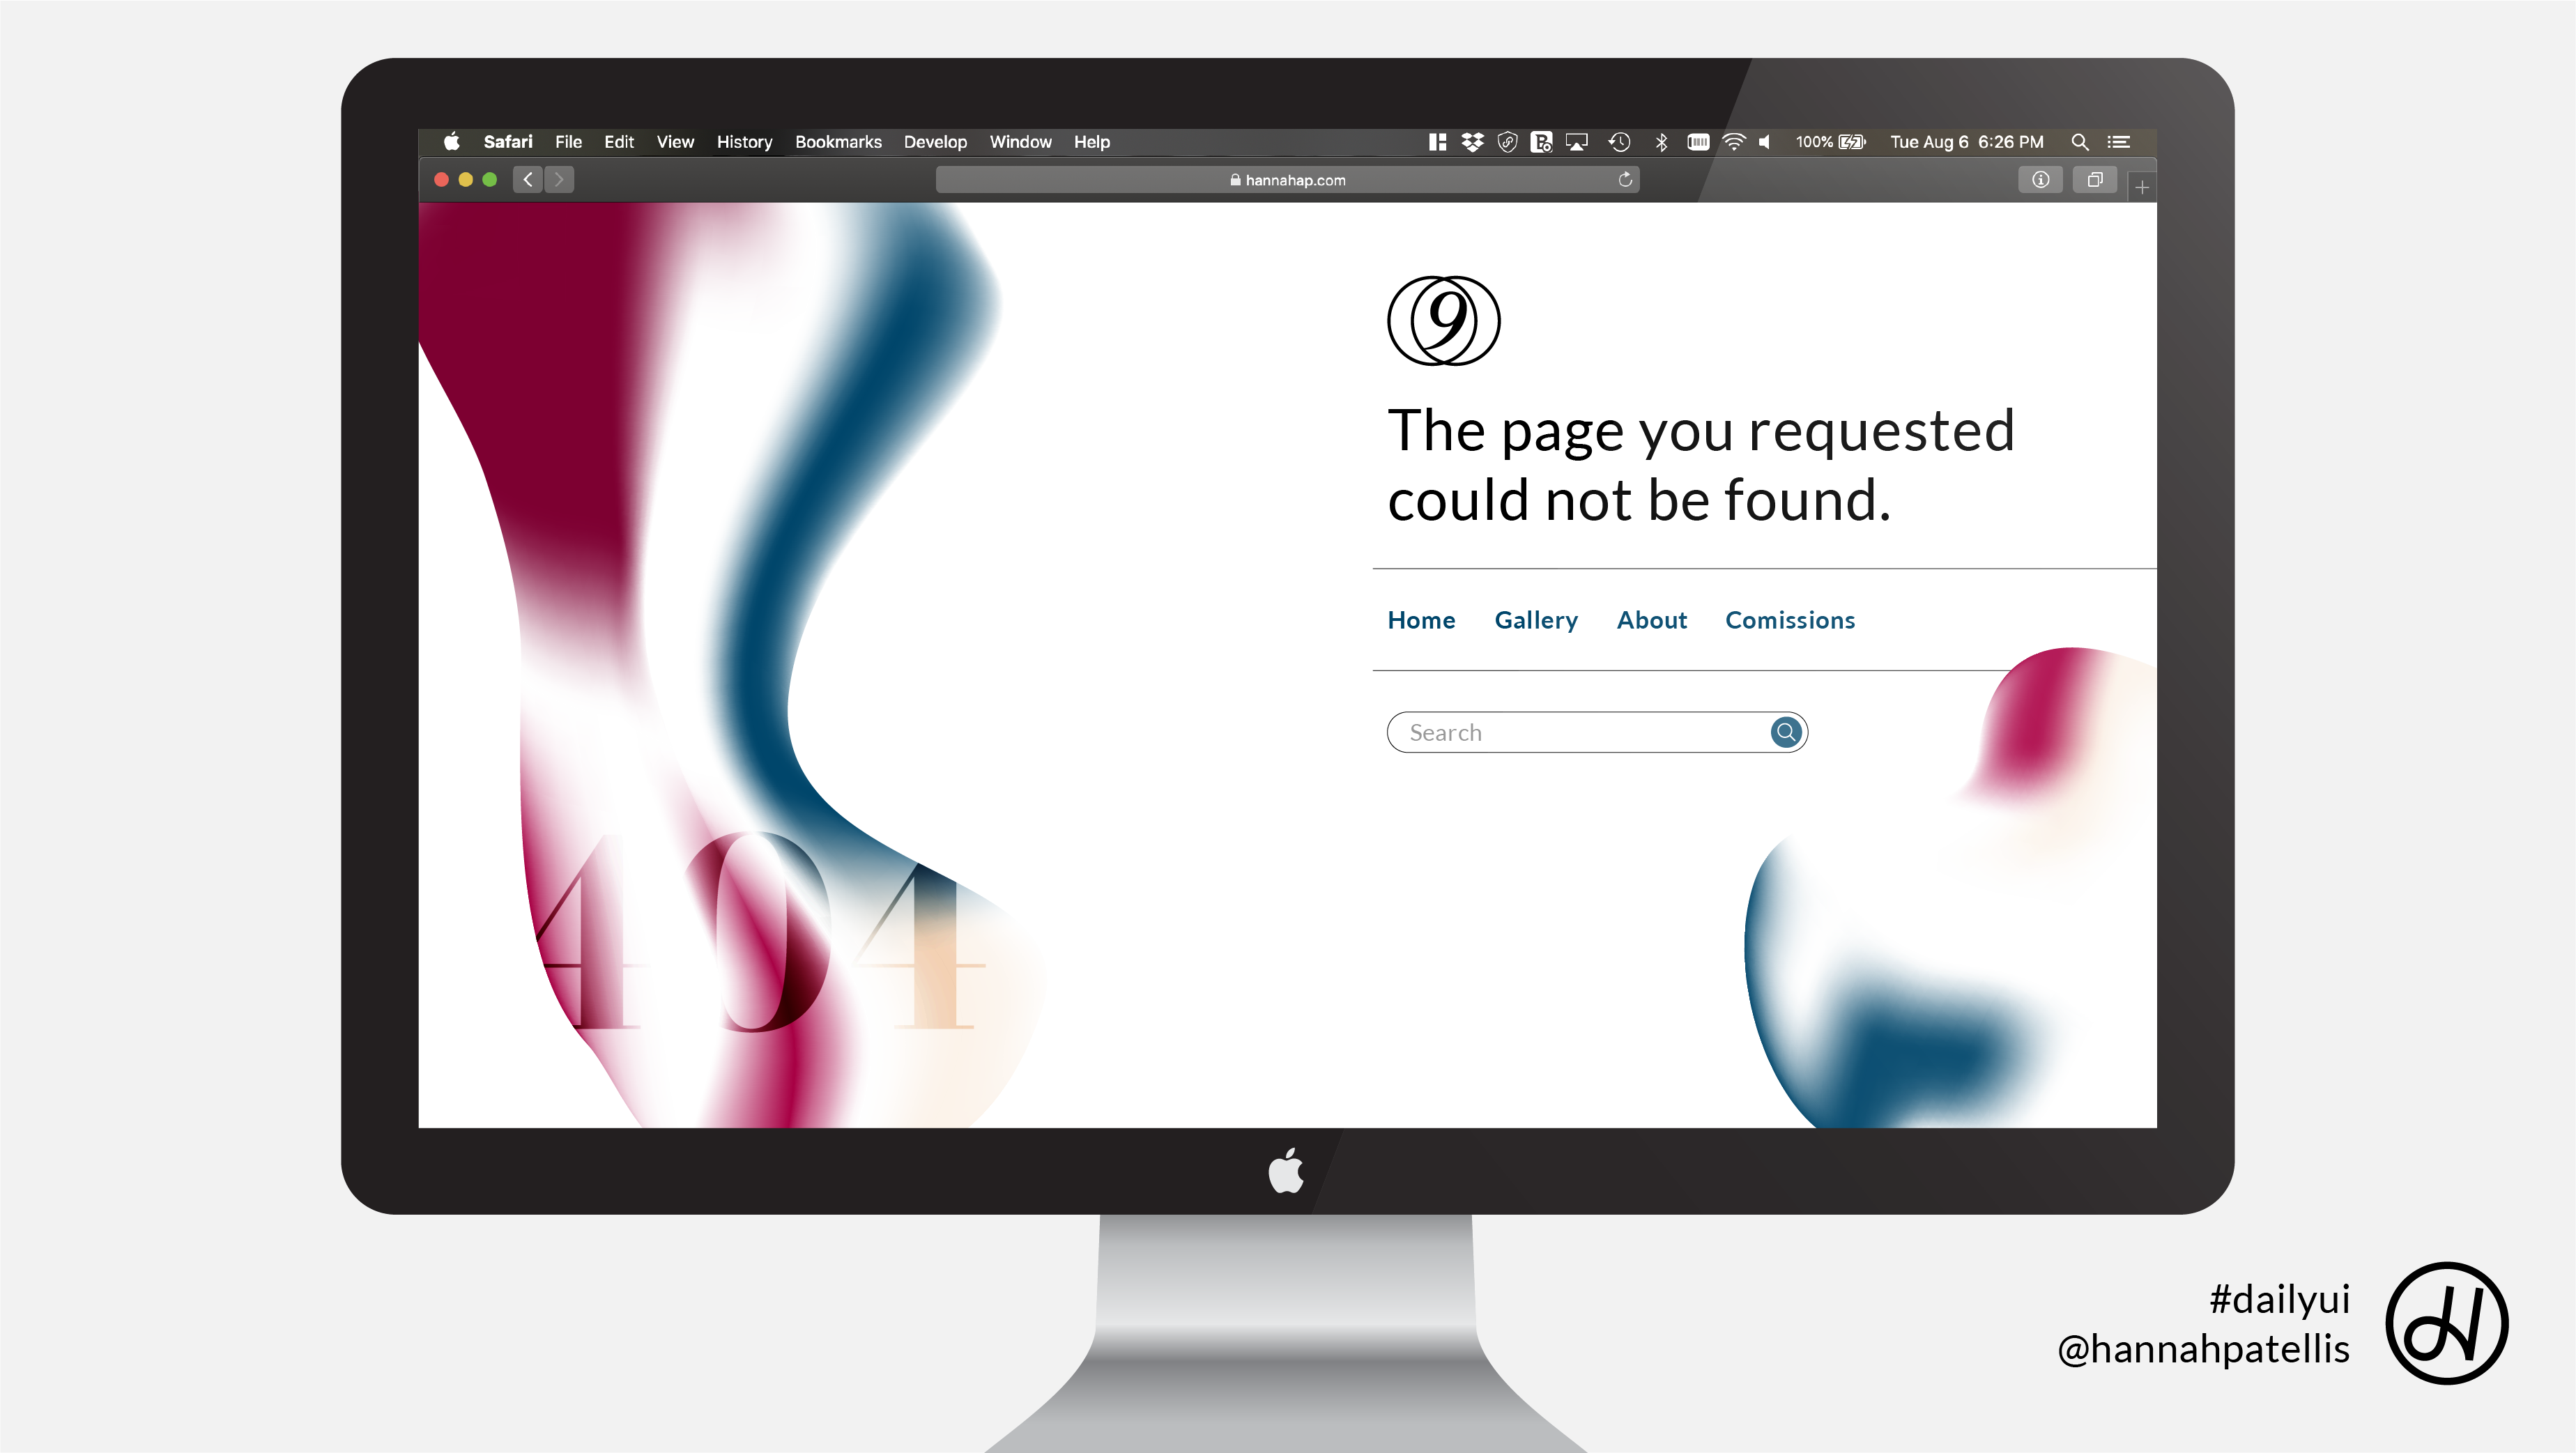 Safari File Edit View History Bookmarks Develop Window Help 100% Tue Aug 6 6:26 PM
hannahap.com
9
The page you requested
could not be found.
Home Gallery About Comissions
Search
404
#dailyui
@hannahpatellis
H